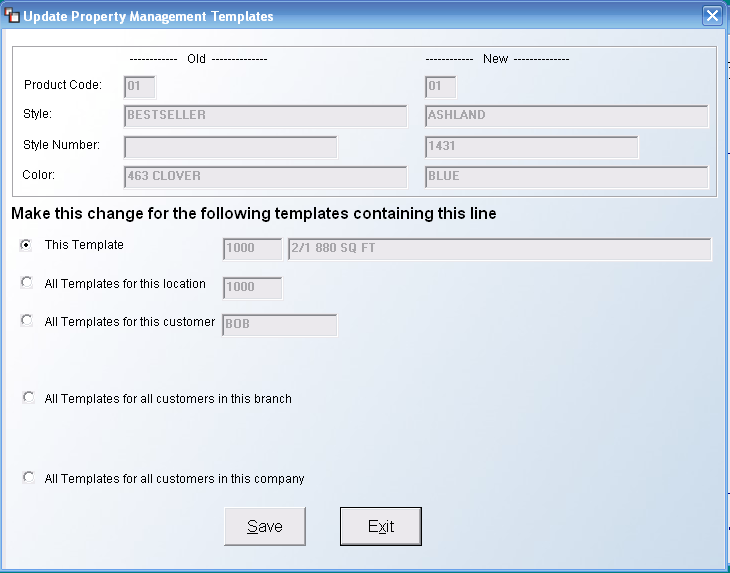 Update Property Management Templates
------------ Old -------------- ------------ New --------------
Product Code: 01 01
Style: BESTSELLER ASHLAND
Style Number: 1431
Color: 463 CLOVER BLUE
Make this change for the following templates containing this line
This Template 1000 2/1 880 SQ FT
All Templates for this location 1000
All Templates for this customer BOB
All Templates for all customers in this branch
All Templates for all customers in this company
Save Exit